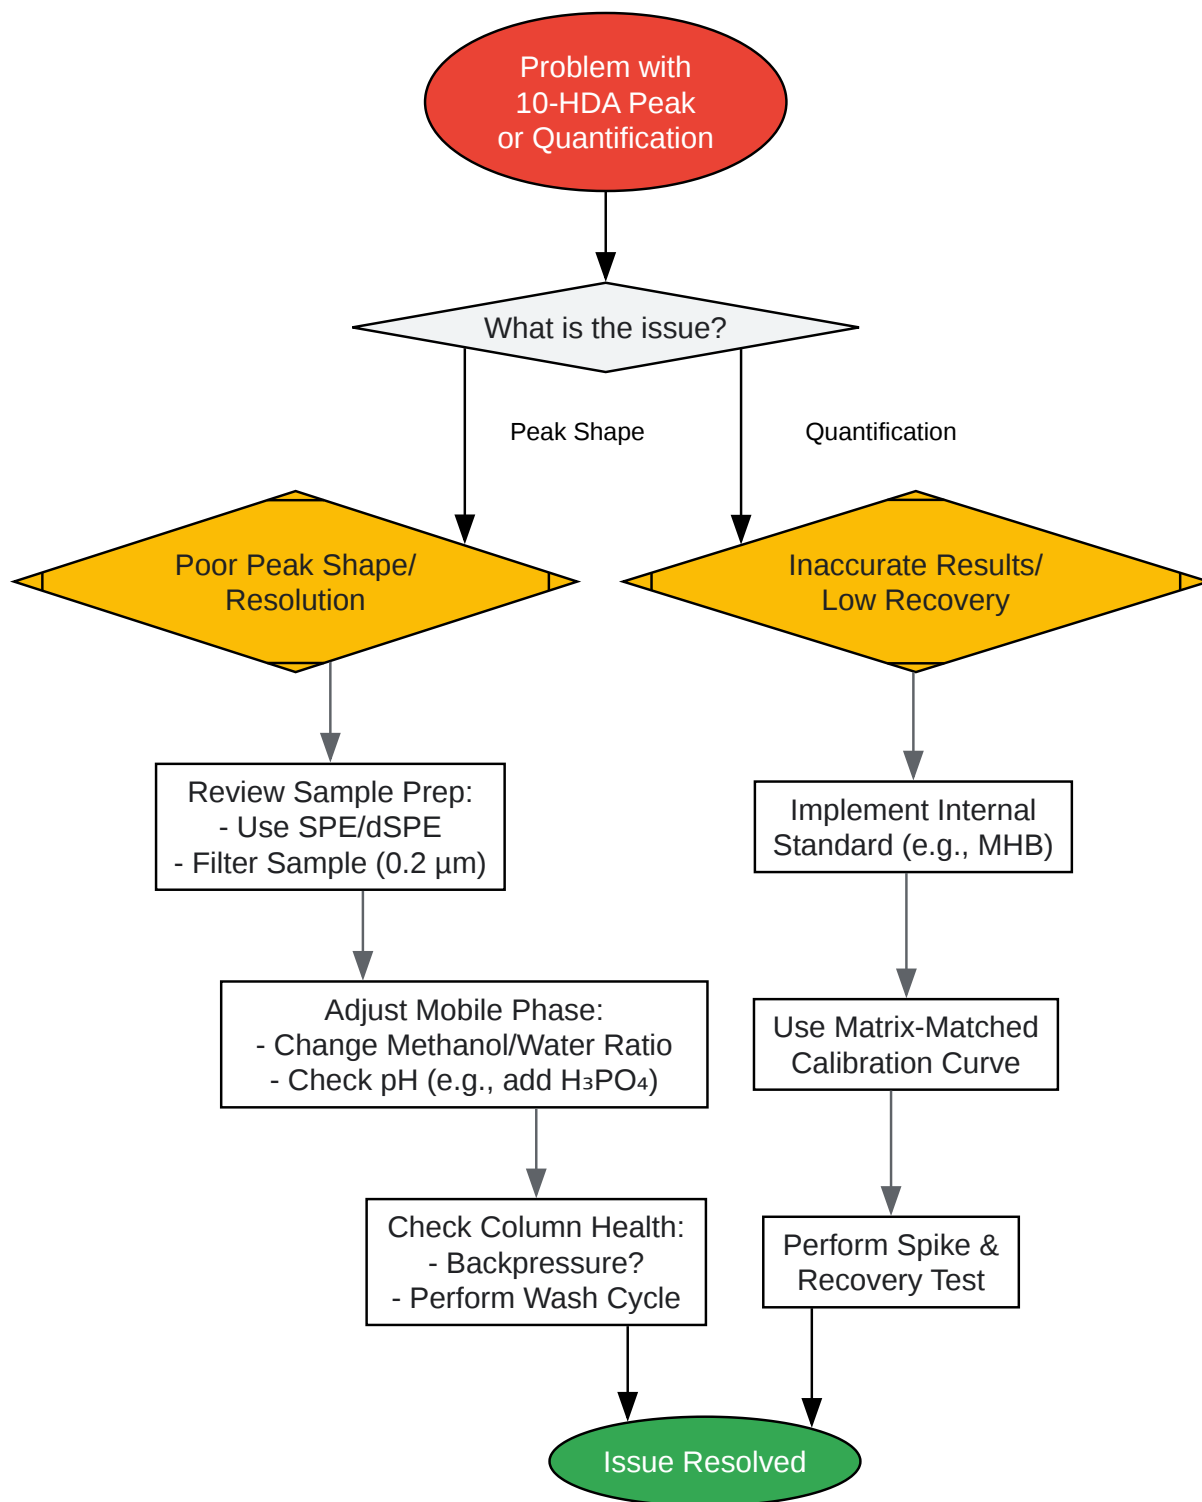 Problem with
10-HDA Peak
or Quantification
What is the issue?
Peak Shape
Quantification
Poor Peak Shape/
Resolution
Inaccurate Results/
Low Recovery
Review Sample Prep:
- Use SPE/dSPE
- Filter Sample (0.2 µm)
Implement Internal
Standard (e.g., MHB)
Adjust Mobile Phase:
- Change Methanol/Water Ratio
- Check pH (e.g., add H₃PO₄)
Use Matrix-Matched
Calibration Curve
Check Column Health:
- Backpressure?
- Perform Wash Cycle
Perform Spike &
Recovery Test
Issue Resolved